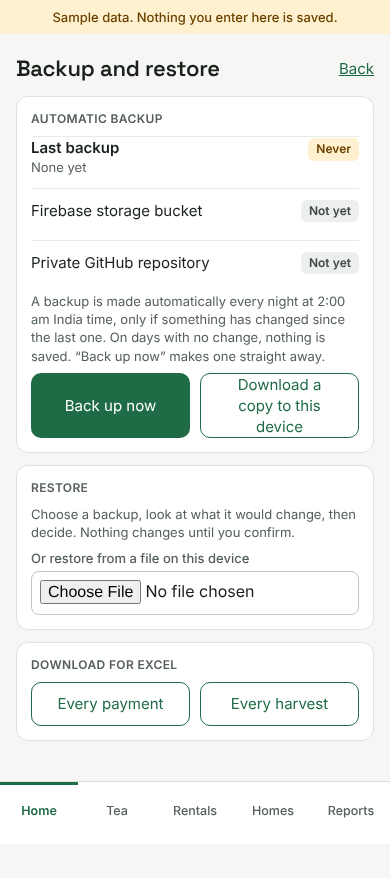 Sample data. Nothing you enter here is saved.
Backup and restore
Back
AUTOMATIC BACKUP
Last backup
Never
None yet
Firebase storage bucket
Not yet
Private GitHub repository
Not yet
A backup is made automatically every night at 2:00
am India time, only if something has changed since
the last one. On days with no change, nothing is
saved. “Back up now” makes one straight away.
Back up now
Download a
copy to this
device
RESTORE
Choose a backup, look at what it would change, then
decide. Nothing changes until you confirm.
Or restore from a file on this device
Choose File No file chosen
DOWNLOAD FOR EXCEL
Every payment
Every harvest
Home
Tea
Rentals
Homes
Reports